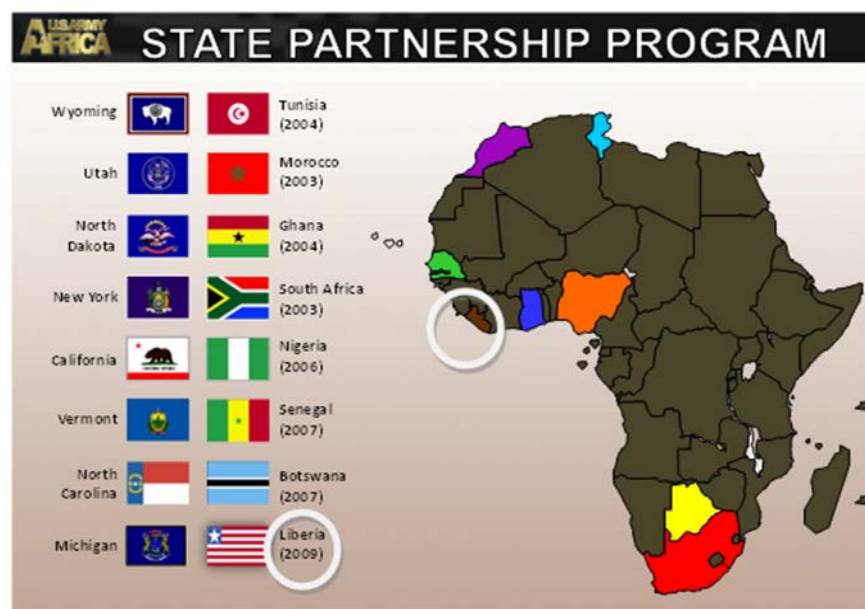 U.S. ARMY
AFRICA
STATE PARTNERSHIP PROGRAM
Wyoming
Tunisia
(2004)
Utah
Morocco
(2003)
North
Dakota
Ghana
(2004)
New York
South Africa
(2003)
California
Nigeria
(2006)
Vermont
Senegal
(2007)
North
Carolina
Botswana
(2007)
Michigan
Liberia
(2009)